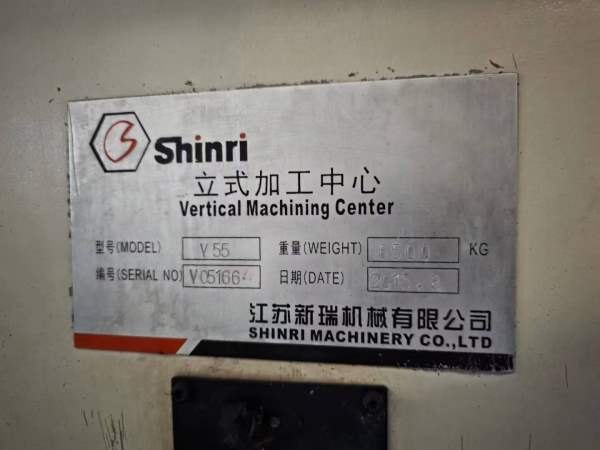 Shinri
立式加工中心
Vertical Machining Center
型号(MODEL) V 55 重量(WEIGHT) KG
编号(SERIAL NO) V05166 日期(DATE)
江苏新瑞机械有限公司
SHINRI MACHINERY CO.,LTD